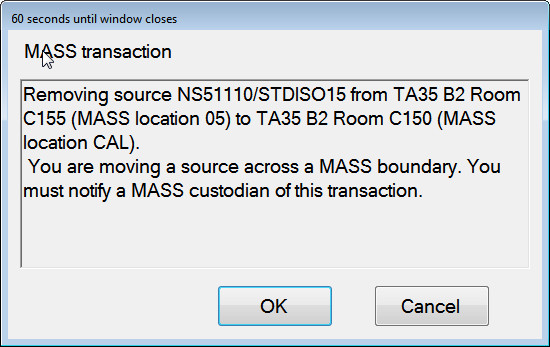 60 seconds until window closes
MASS transaction
Removing source NS51110/STDISO15 from TA35 B2 Room
C155 (MASS location 05) to TA35 B2 Room C150 (MASS
location CAL).
You are moving a source across a MASS boundary. You
must notify a MASS custodian of this transaction.
OK
Cancel